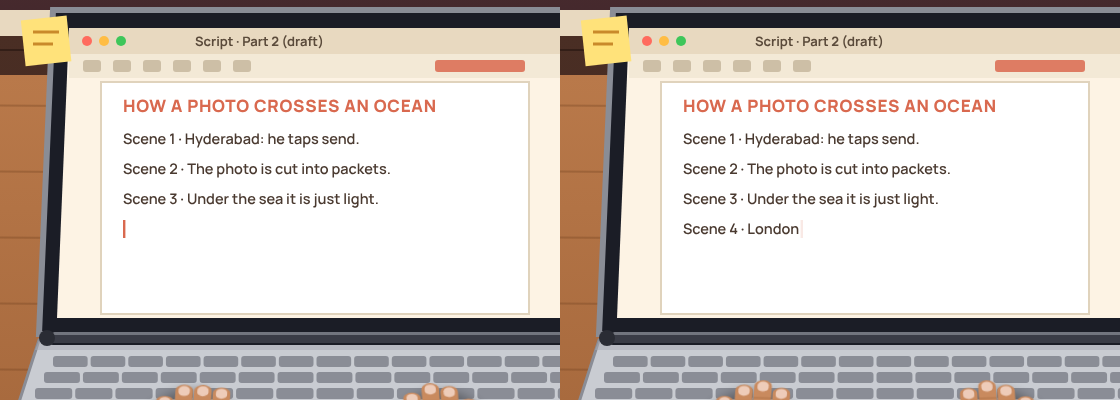 Script · Part 2 (draft)
HOW A PHOTO CROSSES AN OCEAN
Scene 1 · Hyderabad: he taps send.
Scene 2 · The photo is cut into packets.
Scene 3 · Under the sea it is just light.
Script · Part 2 (draft)
HOW A PHOTO CROSSES AN OCEAN
Scene 1 · Hyderabad: he taps send.
Scene 2 · The photo is cut into packets.
Scene 3 · Under the sea it is just light.
Scene 4 · London